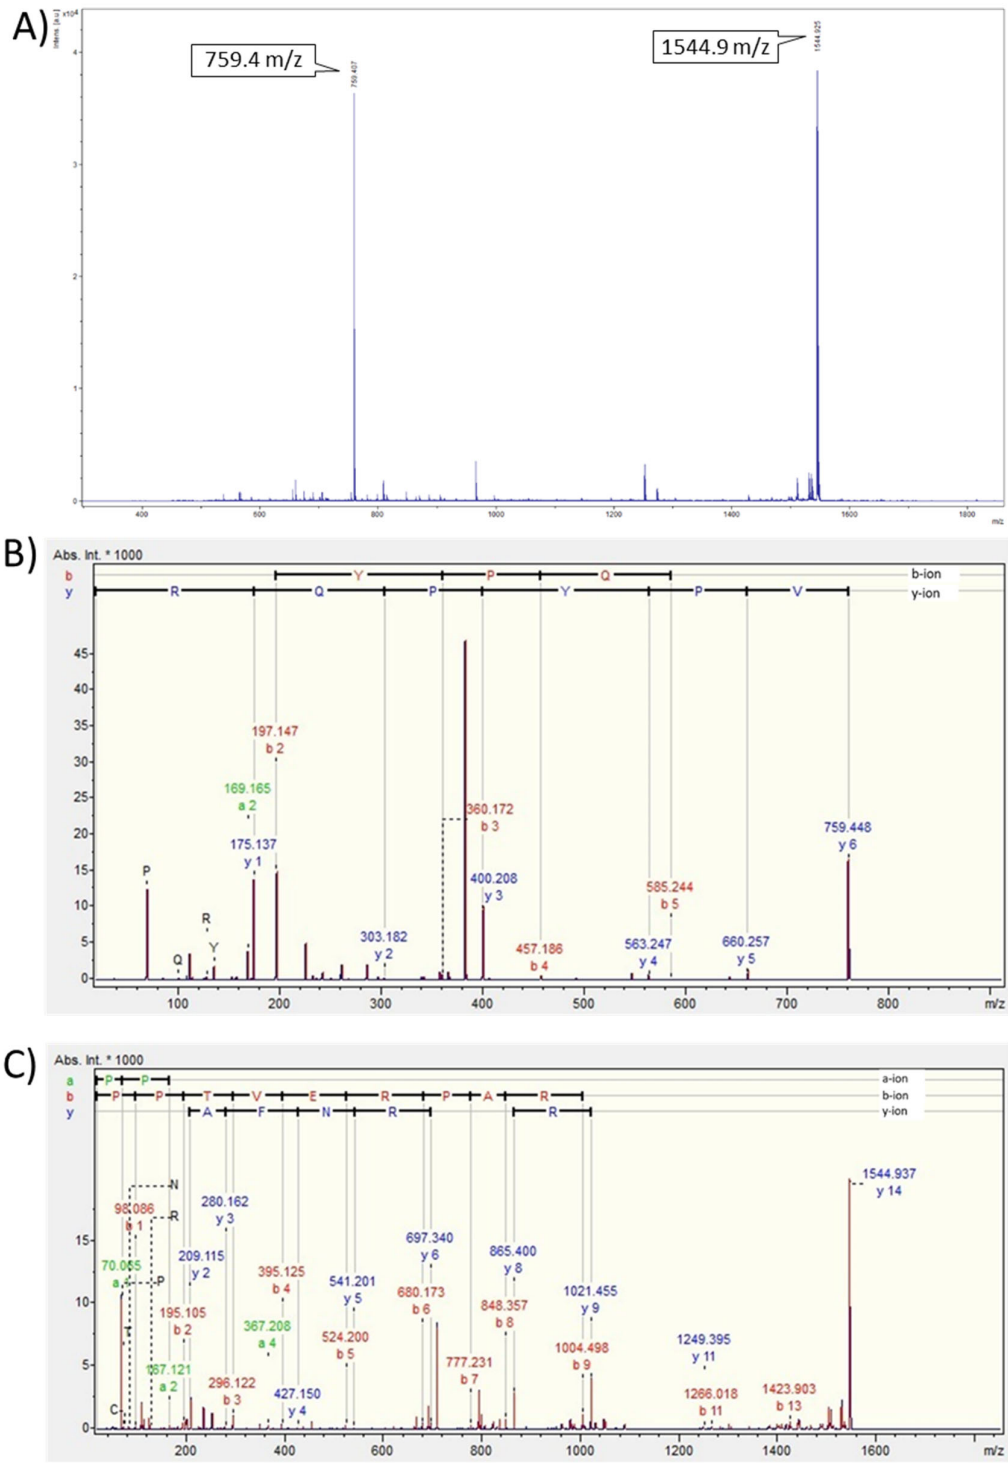 A)
Intens. [a.u.]
x10⁴
759.4 m/z
759.407
1544.9 m/z
1544.925
4
3
2
1
0
400 600 800 1000 1200 1400 1600 1800 m/z
B)
Abs. Int. * 1000
b Y P Q b-ion
y R Q P Y P V y-ion
45
40
35
30
25
20
15
10
5
0
197.147
b 2
169.165
a 2
175.137
y 1
P
Q
R
Y
360.172
b 3
400.208
y 3
303.182
y 2
457.186
b 4
585.244
b 5
563.247
y 4
660.257
y 5
759.448
y 6
100 200 300 400 500 600 700 800 m/z
C)
Abs. Int. * 1000
a P P a-ion
b P P T V E R P A R b-ion
y A F N R R y-ion
15
10
5
0
N
R
P
T
C
98.086
b 1
a
195.105
b 2
209.115
y 2
280.162
y 3
167.121
a 2
296.122
b 3
395.125
b 4
367.208
a 4
427.150
y 4
541.201
y 5
524.200
b 5
697.340
y 6
680.173
b 6
777.231
b 7
865.400
y 8
848.357
b 8
1021.455
y 9
1004.498
b 9
1249.395
y 11
1266.018
b 11
1423.903
b 13
1544.937
y 14
200 400 600 800 1000 1200 1400 1600 m/z